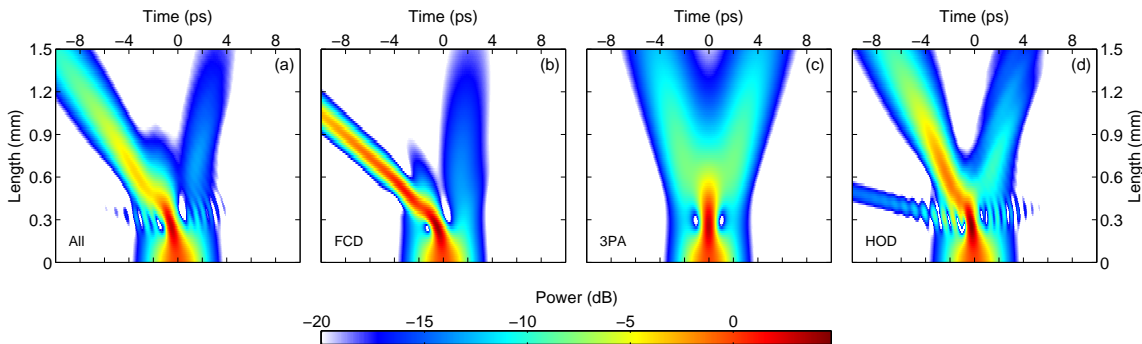 Time (ps) Time (ps) Time (ps) Time (ps)
−8 −4 0 4 8 −8 −4 0 4 8 −8 −4 0 4 8 −8 −4 0 4 8
1.5 (a) (b) (c) (d) 1.5
1.2 1.2
0.9 0.9
0.6 0.6
0.3 0.3
0 0
Length (mm)
All FCD 3PA HOD
Length (mm)
Power (dB)
−20 −15 −10 −5 0